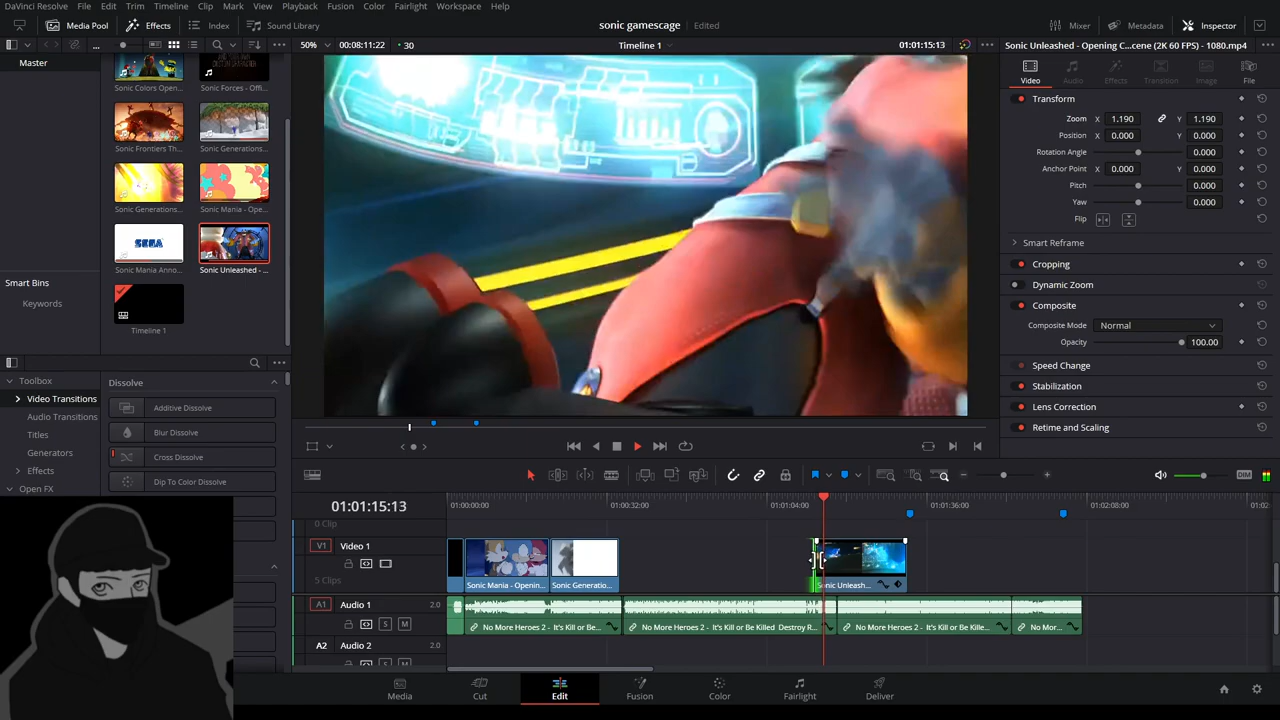 DaVinci Resolve File Edit Trim Timeline Clip Mark View Playback Fusion Color Fairlight Workspace Help
Media Pool Effects Index Sound Library sonic gamescage Edited Mixer Metadata Inspector
... 50% 00:08:11:22 30 Timeline 1 01:01:15:13 Sonic Unleashed - Opening C...cene (2K 60 FPS) - 1080.mp4
Master
Video Audio Effects Transition Image File
Sonic Colors Open... Sonic Forces - Offi...
Transform
Zoom X 1.190 Y 1.190
Position X 0.000 Y 0.000
Sonic Frontiers Th... Sonic Generations...
Rotation Angle 0.000
Anchor Point X 0.000 Y 0.000
Pitch 0.000
Yaw 0.000
Sonic Generations... Sonic Mania - Ope...
Flip
SEGA
Smart Reframe
Cropping
Sonic Mania Anno... Sonic Unleashed - ...
Smart Bins
Dynamic Zoom
Keywords
Composite
Composite Mode Normal
Timeline 1
Opacity 100.00
Speed Change
Toolbox
Dissolve
Stabilization
Video Transitions
Additive Dissolve
Lens Correction
Audio Transitions
Titles
Blur Dissolve
Retime and Scaling
Generators
Cross Dissolve
Effects
Dip To Color Dissolve
Open FX
DIM
01:01:15:13
01:00:00:00 01:00:32:00 01:01:04:00 01:01:36:00 01:02:08:00 01:02:
0 Clip
V1 Video 1
5 Clips
Sonic Mania - Openin... Sonic Generatio... Sonic Unleash...
A1 Audio 1 2.0
S M
No More Heroes 2 - It's Kill or Be... No More Heroes 2 - It's Kill or Be Killed Destroy R... No More Heroes 2 - It's Kill or Be Kille... No Mor...
A2 Audio 2 2.0
Media Cut Edit Fusion Color Fairlight Deliver